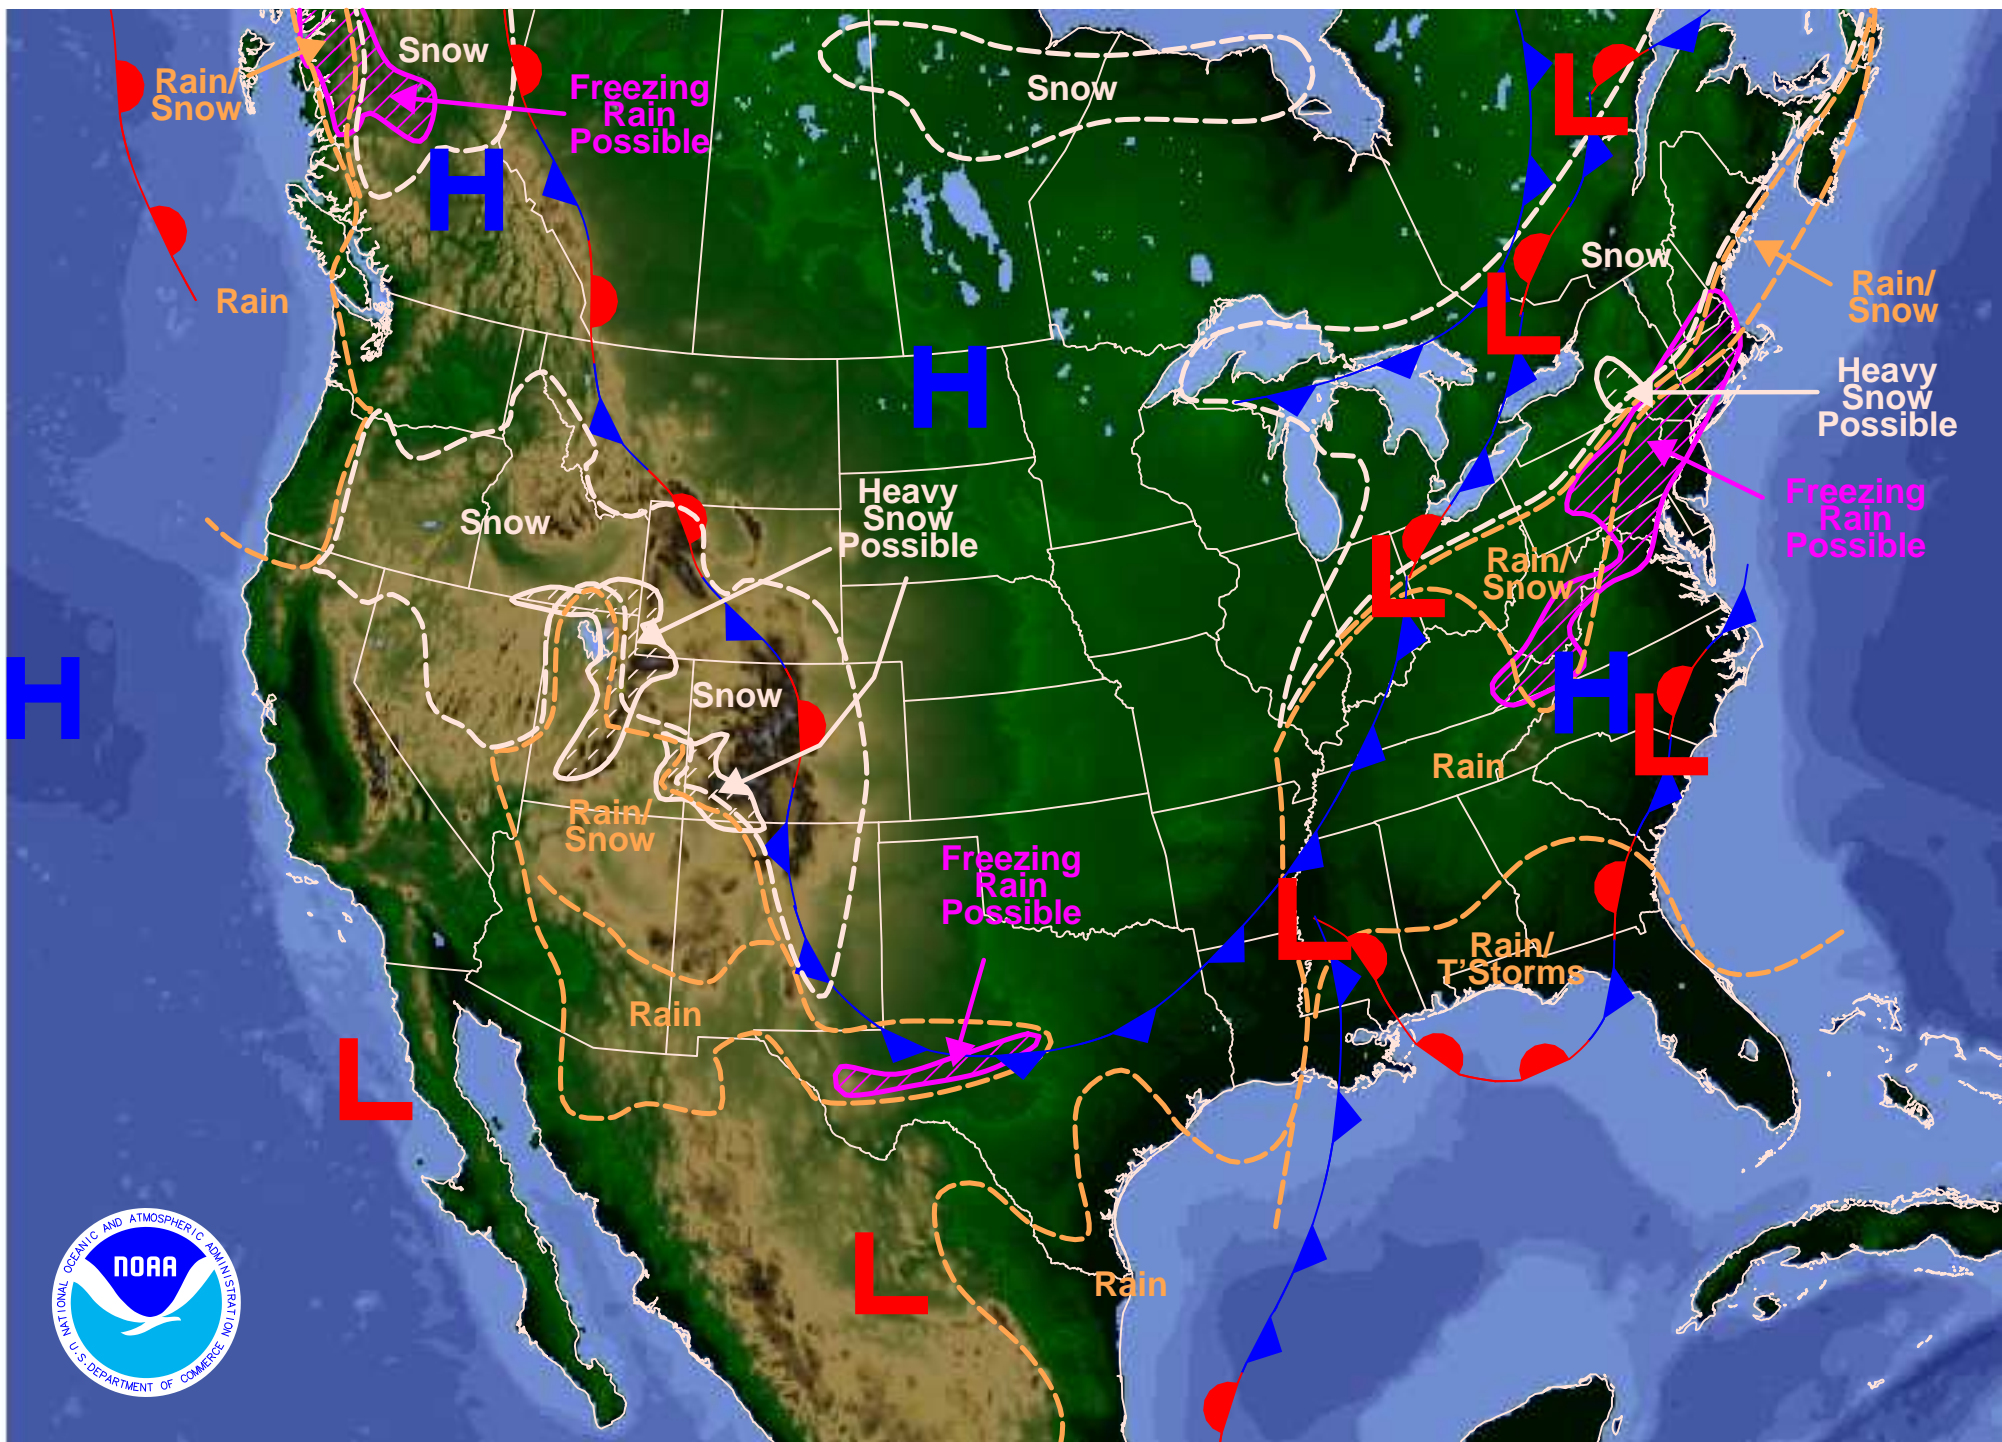 Snow
Rain/
Snow
Freezing
Rain
Possible
H
Rain
Snow
L
Snow
L
Rain/
Snow
H
Heavy
Snow
Possible
Freezing
Rain
Possible
Heavy
Snow
Possible
Snow
L
Rain/
Snow
H
Snow
H
L
Rain
Rain/
Snow
Freezing
Rain
Possible
L
Rain/
T'Storms
Rain
L
L
Rain
NATIONAL OCEANIC AND ATMOSPHERIC ADMINISTRATION
NOAA
U.S. DEPARTMENT OF COMMERCE